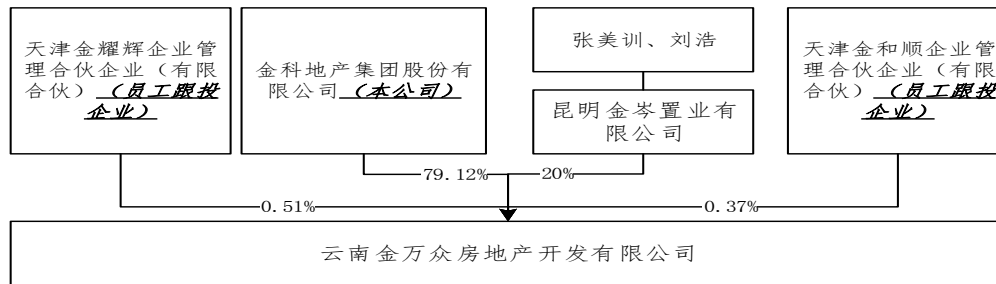 天津金耀辉企业管
理合伙企业（有限
合伙）（员工跟投
企业）
金科地产集团股份有
限公司（本公司）
张美训、刘浩
昆明金岑置业有
限公司
天津金和顺企业管
理合伙企业（有限
合伙）（员工跟投
企业）
79.12%
20%
0.51%
0.37%
云南金万众房地产开发有限公司